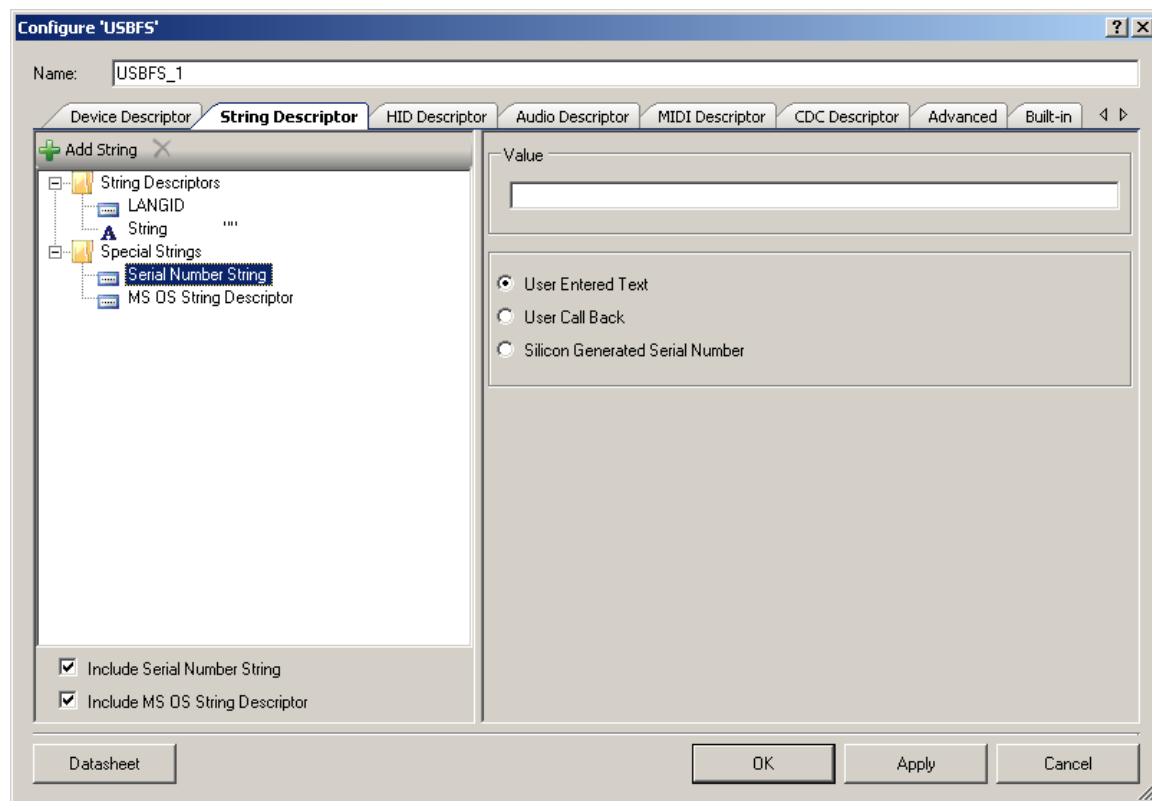 Configure 'USBFS'
Name: USBFS_1
Device Descriptor String Descriptor HID Descriptor Audio Descriptor MIDI Descriptor CDC Descriptor Advanced Built-in
Add String
String Descriptors
LANGID
String ""
Special Strings
Serial Number String
MS OS String Descriptor
Include Serial Number String
Include MS OS String Descriptor
Value
User Entered Text
User Call Back
Silicon Generated Serial Number
Datasheet OK Apply Cancel